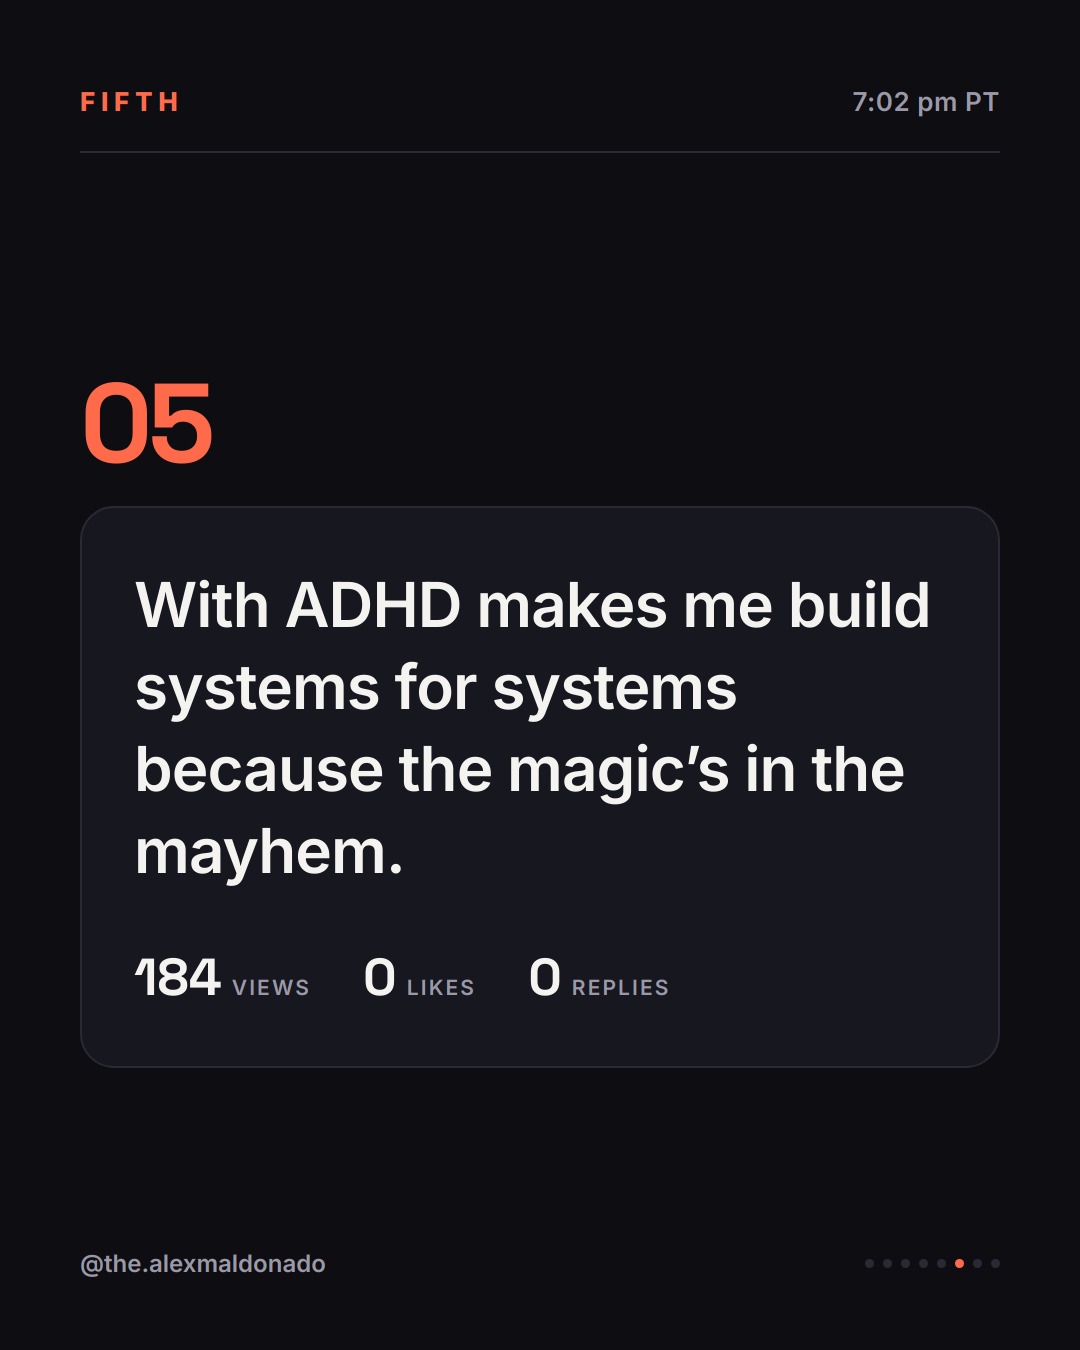 FIFTH
7:02 pm PT
05
With ADHD makes me build
systems for systems
because the magic’s in the
mayhem.
184 VIEWS 0 LIKES 0 REPLIES
@the.alexmaldonado